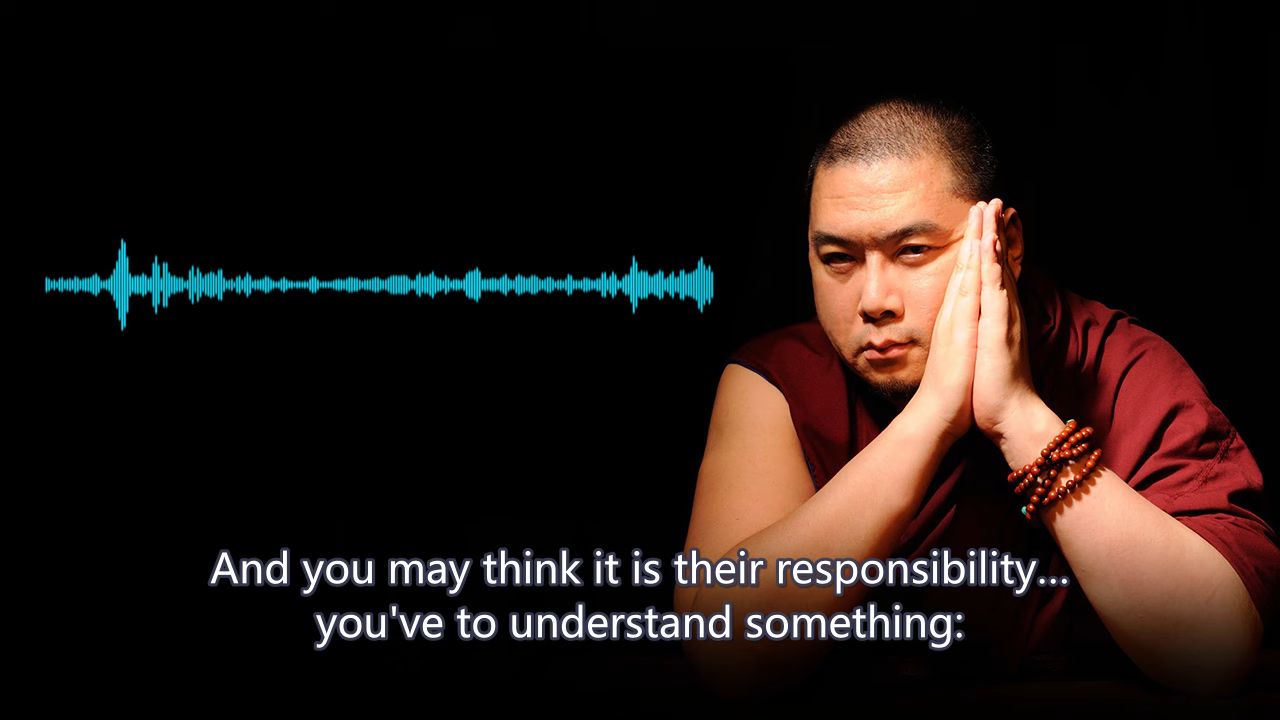 And you may think it is their responsibility...
you've to understand something: